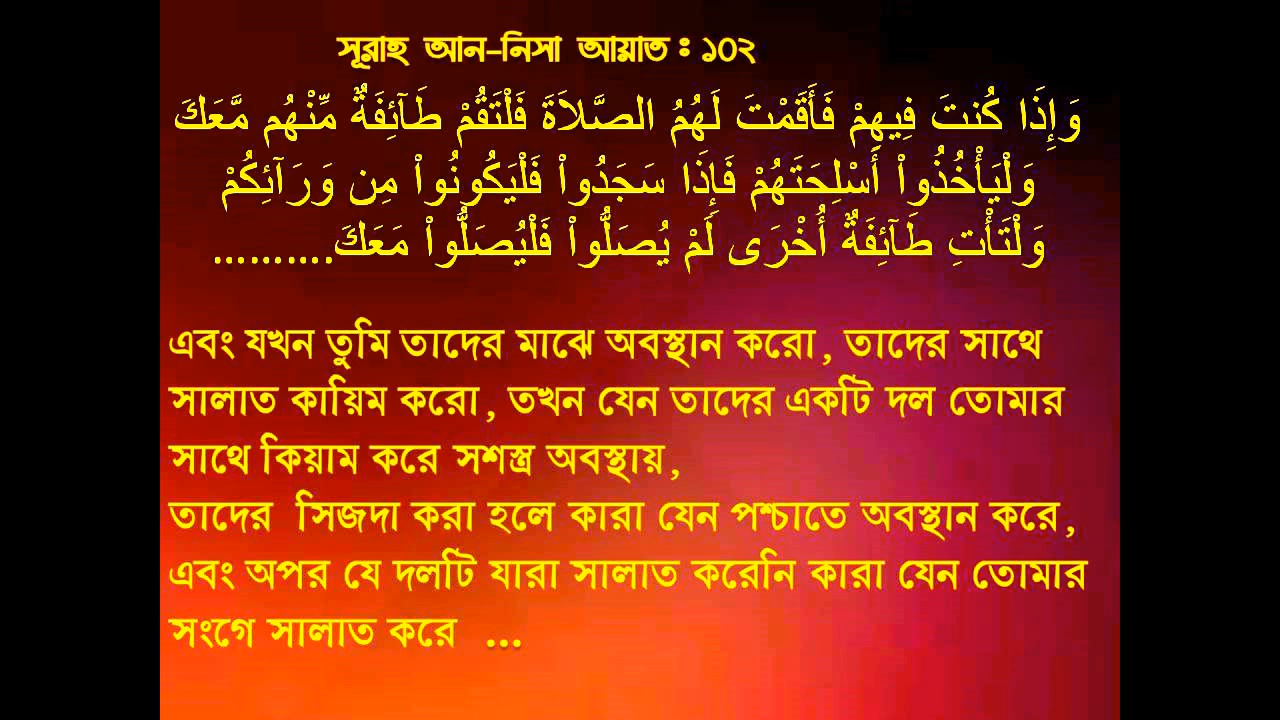 সূরাহ আন-নিসা আয়াত : ১০২
وَإِذَا كُنتَ فِيهِمْ فَأَقَمْتَ لَهُمُ الصَّلاَةَ فَلْتَقُمْ طَآئِفَةٌ مِّنْهُم مَّعَكَ
وَلْيَأْخُذُواْ أَسْلِحَتَهُمْ فَإِذَا سَجَدُواْ فَلْيَكُونُواْ مِن وَرَآئِكُمْ
وَلْتَأْتِ طَآئِفَةٌ أُخْرَى لَمْ يُصَلُّواْ فَلْيُصَلُّواْ مَعَكَ..........
এবং যখন তুমি তাদের মাঝে অবস্থান করো, তাদের সাথে
সালাত কায়িম করো, তখন যেন তাদের একটি দল তোমার
সাথে কিয়াম করে সশস্ত্র অবস্থায়,
তাদের সিজদা করা হলে কারা যেন পশ্চাতে অবস্থান করে,
এবং অপর যে দলটি যারা সালাত করেনি কারা যেন তোমার
সংগে সালাত করে ...